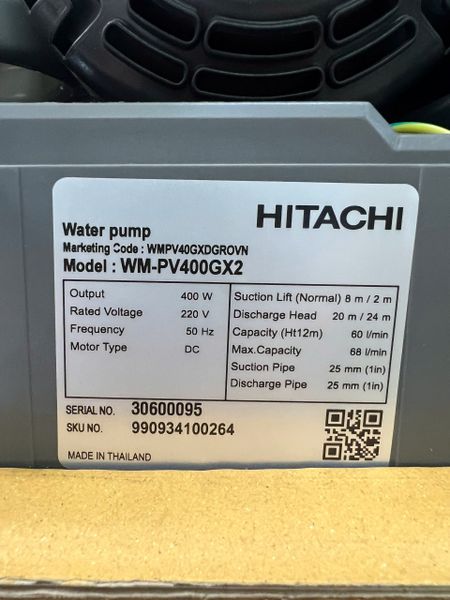 HITACHI
Water pump
Marketing Code : WMPV40GXDGROVN
Model : WM-PV400GX2
Output 400 W
Rated Voltage 220 V
Frequency 50 Hz
Motor Type DC
Suction Lift (Normal) 8 m / 2 m
Discharge Head 20 m / 24 m
Capacity (Ht12m) 60 l/min
Max.Capacity 68 l/min
Suction Pipe 25 mm (1in)
Discharge Pipe 25 mm (1in)
SERIAL NO. 30600095
SKU NO. 990934100264
MADE IN THAILAND